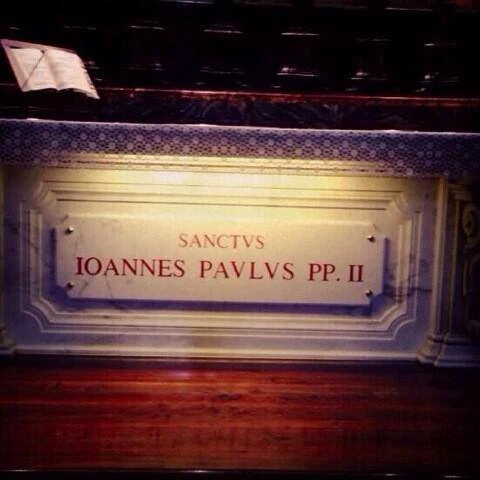 SANCTVS
IOANNES PAVLVS PP. II